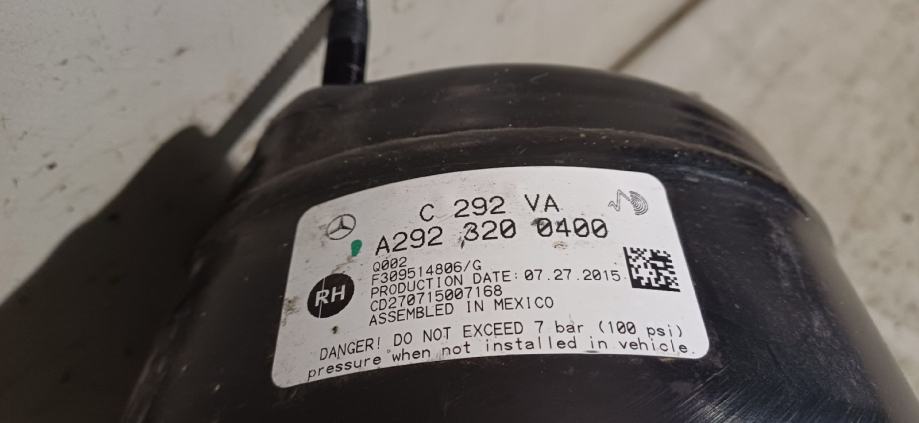 C 292 VA
A292 320 0400
Q002
F309514806/G
PRODUCTION DATE: 07.27.2015
RH
CD270715007168
ASSEMBLED IN MEXICO
DANGER! DO NOT EXCEED 7 bar (100 psi)
pressure when not installed in vehicle.